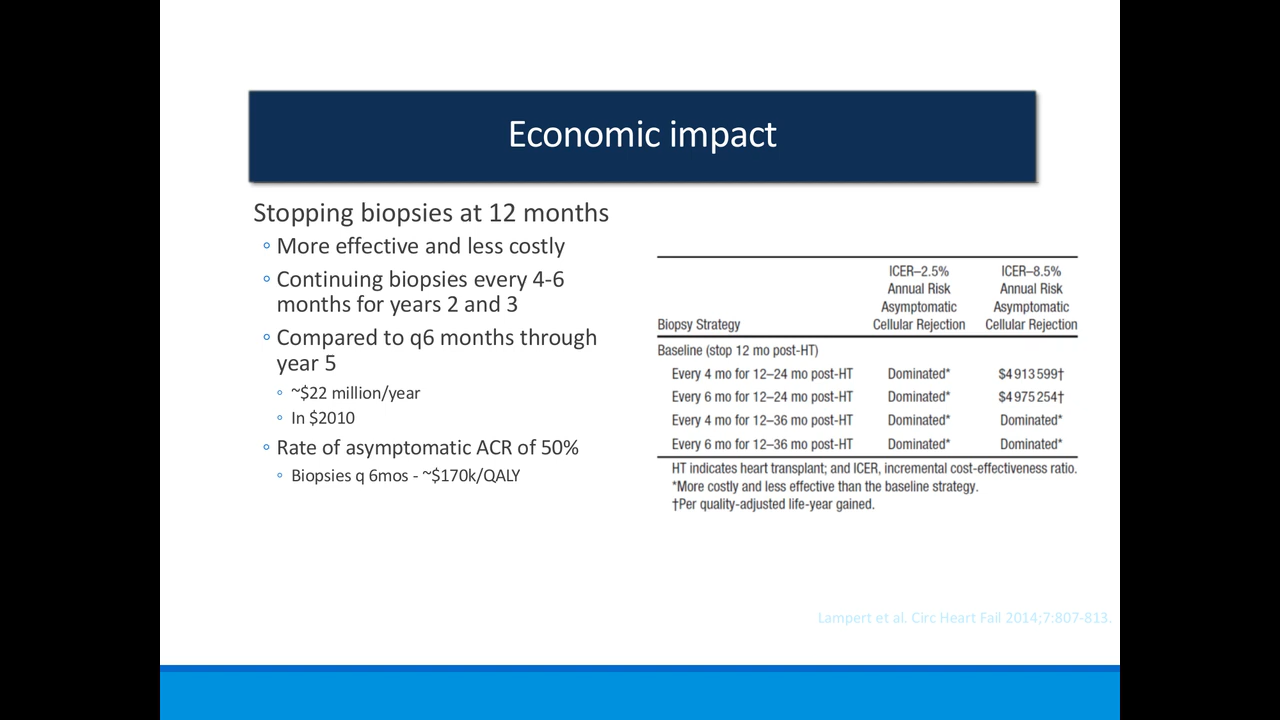 Economic impact
Stopping biopsies at 12 months
◦ More effective and less costly
◦ Continuing biopsies every 4-6
months for years 2 and 3
◦ Compared to q6 months through
year 5
◦ ~$22 million/year
◦ In $2010
◦ Rate of asymptomatic ACR of 50%
◦ Biopsies q 6mos - ~$170k/QALY
ICER–2.5% ICER–8.5%
Annual Risk Annual Risk
Asymptomatic Asymptomatic
Biopsy Strategy Cellular Rejection Cellular Rejection
Baseline (stop 12 mo post-HT)
Every 4 mo for 12–24 mo post-HT Dominated* $4 913 599†
Every 6 mo for 12–24 mo post-HT Dominated* $4 975 254†
Every 4 mo for 12–36 mo post-HT Dominated* Dominated*
Every 6 mo for 12–36 mo post-HT Dominated* Dominated*
HT indicates heart transplant; and ICER, incremental cost-effectiveness ratio.
*More costly and less effective than the baseline strategy.
†Per quality-adjusted life-year gained.
Lampert et al. Circ Heart Fail 2014;7:807-813.